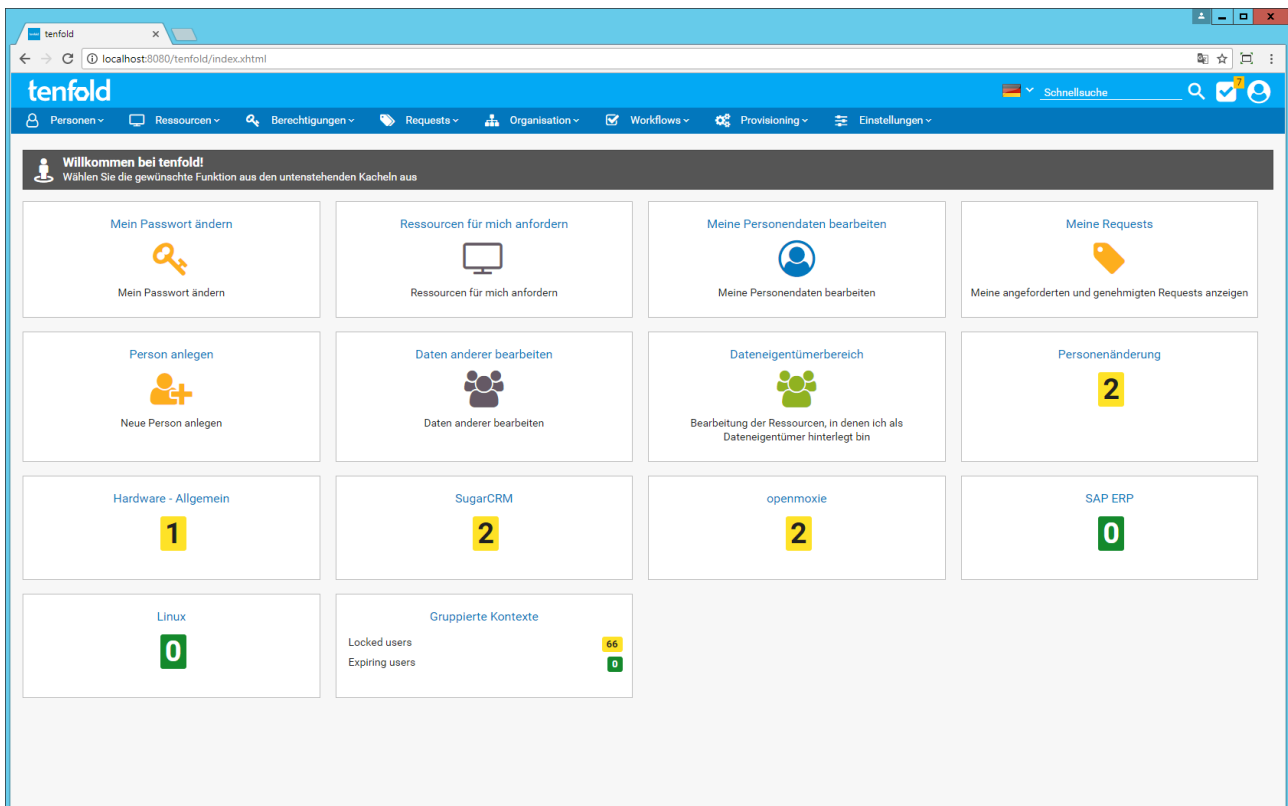 tenfold
localhost:8080/tenfold/index.xhtml
tenfold
Schnellsuche
7
Personen
Ressourcen
Berechtigungen
Requests
Organisation
Workflows
Provisioning
Einstellungen
Willkommen bei tenfold!
Wählen Sie die gewünschte Funktion aus den untenstehenden Kacheln aus
Mein Passwort ändern
Mein Passwort ändern
Ressourcen für mich anfordern
Ressourcen für mich anfordern
Meine Personendaten bearbeiten
Meine Personendaten bearbeiten
Meine Requests
Meine angeforderten und genehmigten Requests anzeigen
Person anlegen
Neue Person anlegen
Daten anderer bearbeiten
Daten anderer bearbeiten
Dateneigentümerbereich
Bearbeitung der Ressourcen, in denen ich als
Dateneigentümer hinterlegt bin
Personenänderung
2
Hardware - Allgemein
1
SugarCRM
2
openmoxie
2
SAP ERP
0
Linux
0
Gruppierte Kontexte
Locked users 66
Expiring users 0